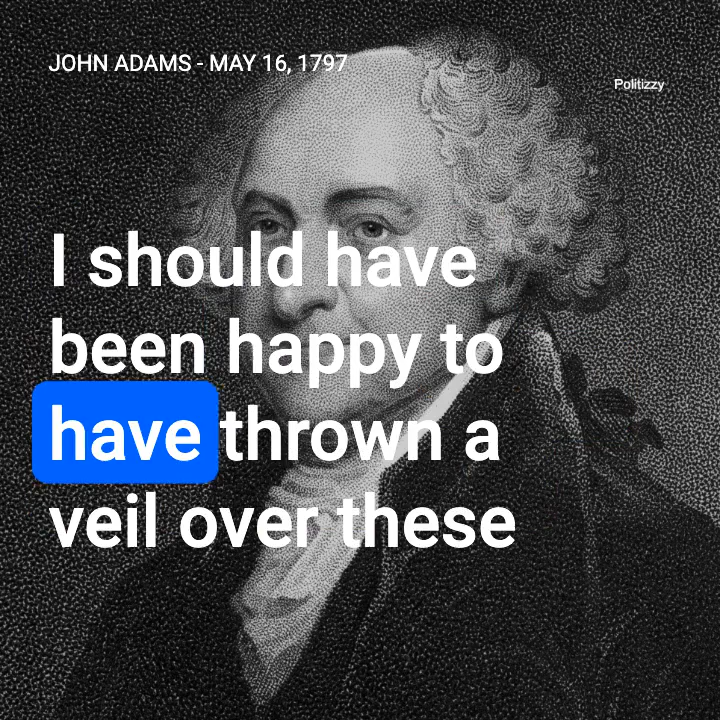 JOHN ADAMS - MAY 16, 1797
Politizzy
I should have
been happy to
have thrown a
veil over these